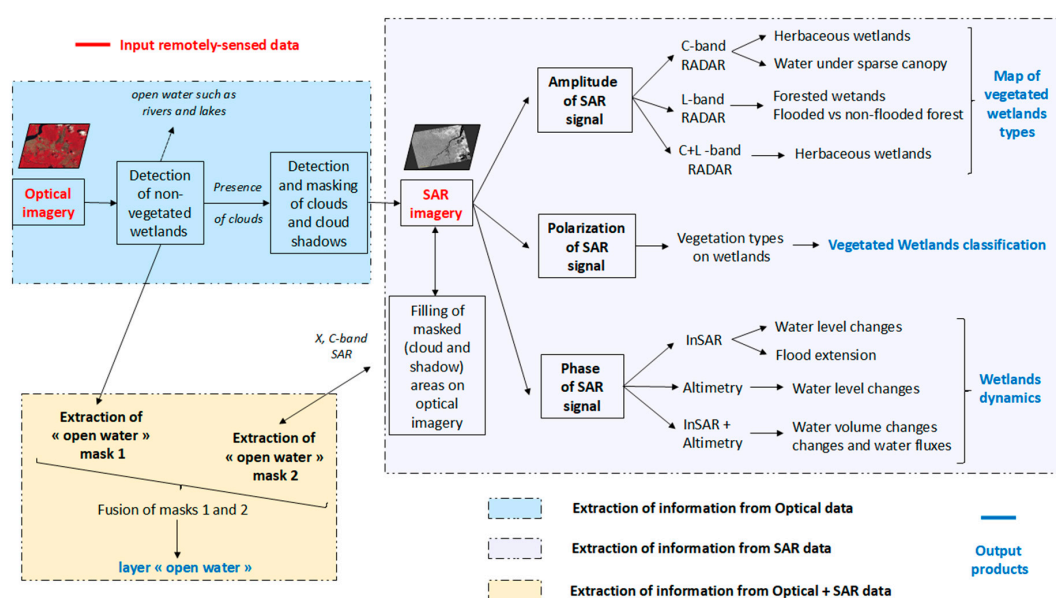 Input remotely-sensed data
open water such as
rivers and lakes
Optical
imagery
Detection
of non-
vegetated
wetlands
Presence
of clouds
Detection
and masking
of clouds
and cloud
shadows
SAR
imagery
Filling of
masked
(cloud and
shadow)
areas on
optical
imagery
X, C-band
SAR
Amplitude
of SAR
signal
C-band
RADAR
Herbaceous wetlands
Water under sparse canopy
L-band
RADAR
Forested wetands
Flooded vs non-flooded forest
C+L -band
RADAR
Herbaceous wetlands
Map of
vegetated
wetlands
types
Polarization
of SAR
signal
Vegetation types
on wetlands
Vegetated Wetlands classification
Phase
of SAR
signal
InSAR
Water level changes
Flood extension
Altimetry
Water level changes
InSAR +
Altimetry
Water volume changes
changes and water fluxes
Wetlands
dynamics
Extraction of
« open water »
mask 1
Extraction of
« open water »
mask 2
Fusion of masks 1 and 2
layer « open water »
Extraction of information from Optical data
Extraction of information from SAR data
Extraction of information from Optical + SAR data
Output
products